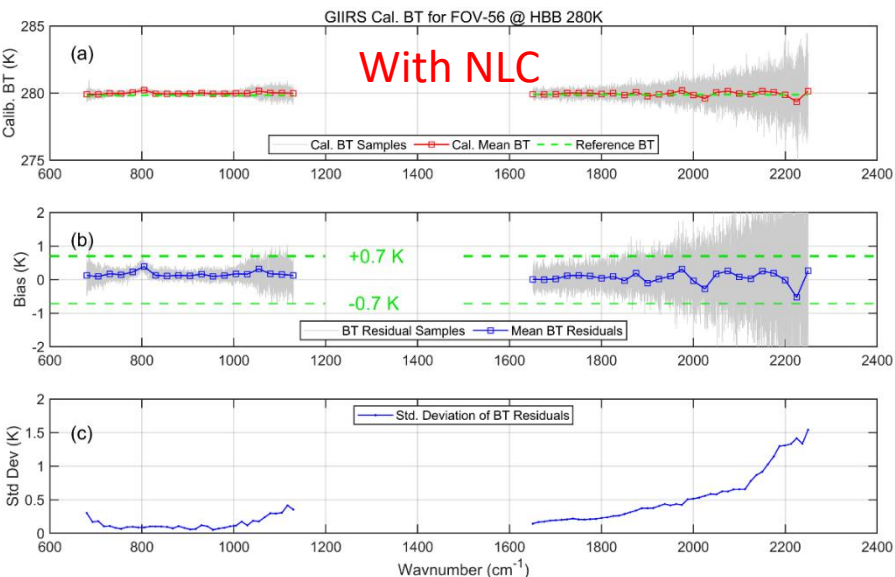 GIIRS Cal. BT for FOV-56 @ HBB 280K
(a)
With NLC
Calib. BT (K)
285
280
275
Cal. BT Samples Cal. Mean BT Reference BT
600 800 1000 1200 1400 1600 1800 2000 2200 2400
(b)
Bias (K)
2
1
0
-1
-2
+0.7 K
-0.7 K
BT Residual Samples Mean BT Residuals
600 800 1000 1200 1400 1600 1800 2000 2200 2400
(c)
Std Dev (K)
2
1.5
1
0.5
0
Std. Deviation of BT Residuals
600 800 1000 1200 1400 1600 1800 2000 2200 2400
Wavnumber (cm⁻¹)